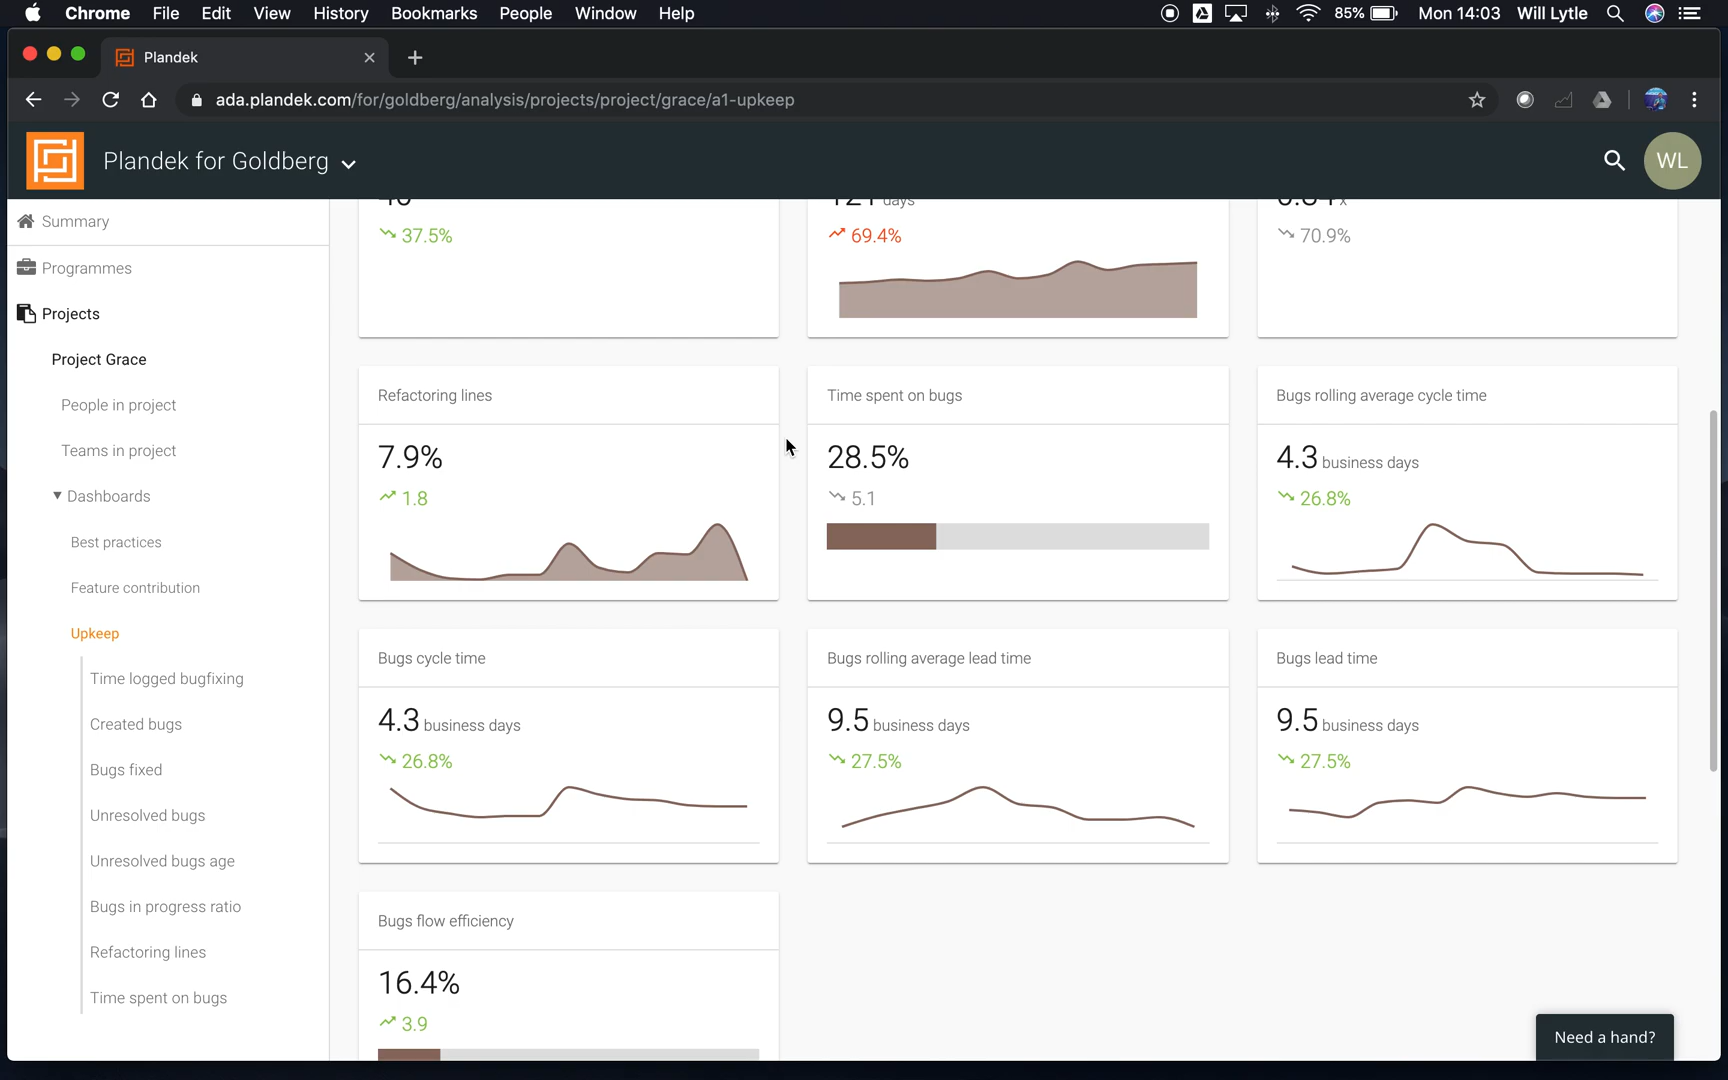 Chrome File Edit View History Bookmarks People Window Help 85% Mon 14:03 Will Lytle
Plandek
ada.plandek.com/for/goldberg/analysis/projects/project/grace/a1-upkeep
Plandek for Goldberg WL
Summary
Programmes
Projects
Project Grace
People in project
Teams in project
Dashboards
Best practices
Feature contribution
Upkeep
Time logged bugfixing
Created bugs
Bugs fixed
Unresolved bugs
Unresolved bugs age
Bugs in progress ratio
Refactoring lines
Time spent on bugs
days
37.5%
69.4%
70.9%
Refactoring lines
7.9%
1.8
Time spent on bugs
28.5%
5.1
Bugs rolling average cycle time
4.3 business days
26.8%
Bugs cycle time
4.3 business days
26.8%
Bugs rolling average lead time
9.5 business days
27.5%
Bugs lead time
9.5 business days
27.5%
Bugs flow efficiency
16.4%
3.9
Need a hand?